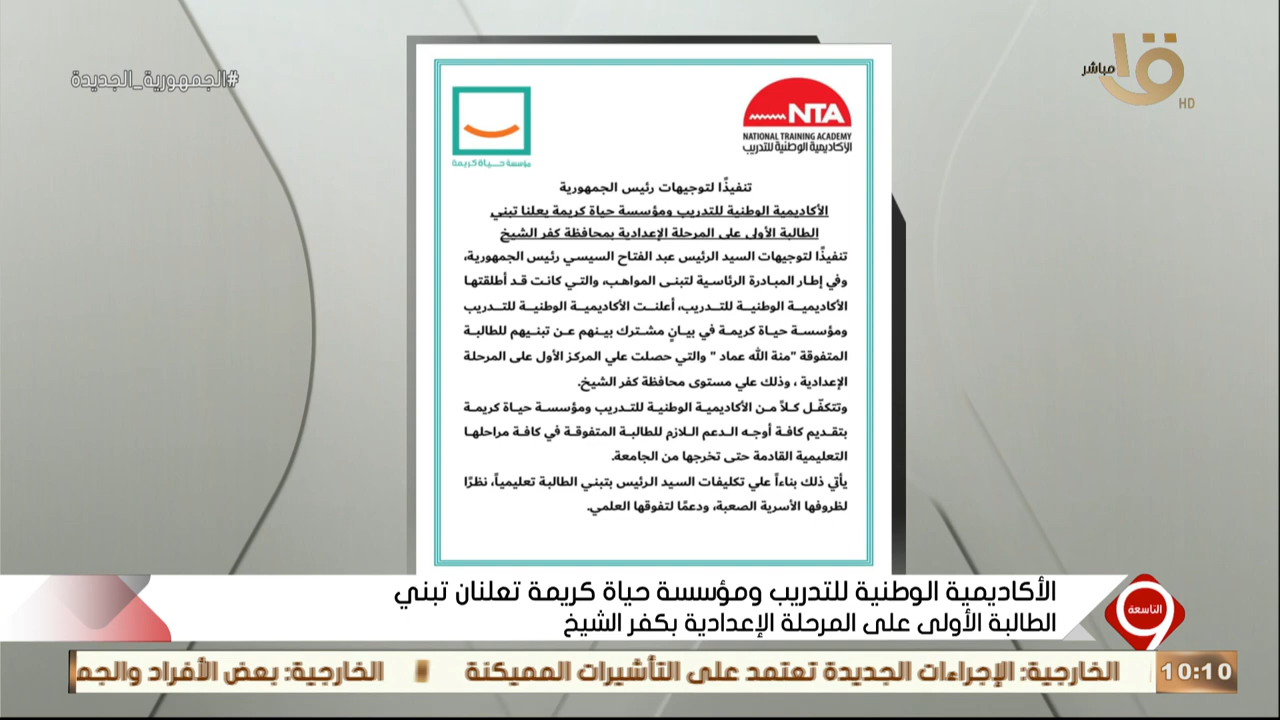 #الجمهورية_الجديدة
مباشر
HD
مؤسسة حياة كريمة
NTA
NATIONAL TRAINING ACADEMY
الأكاديمية الوطنية للتدريب
تنفيذًا لتوجيهات رئيس الجمهورية
الأكاديمية الوطنية للتدريب ومؤسسة حياة كريمة يعلنا تبني
الطالبة الأولى على المرحلة الإعدادية بمحافظة كفر الشيخ
تنفيذًا لتوجيهات السيد الرئيس عبد الفتاح السيسي رئيس الجمهورية،
وفي إطار المبادرة الرئاسية لتبنى المواهب، والتي كانت قد أطلقتها
الأكاديمية الوطنية للتدريب، أعلنت الأكاديمية الوطنية للتدريب
ومؤسسة حياة كريمة في بيانٍ مشترك بينهم عن تبنيهم للطالبة
المتفوقة "منة الله عماد " والتي حصلت علي المركز الأول على المرحلة
الإعدادية ، وذلك علي مستوى محافظة كفر الشيخ.
وتتكفّل كلاً من الأكاديمية الوطنية للتدريب ومؤسسة حياة كريمة
بتقديم كافة أوجه الدعم اللازم للطالبة المتفوقة في كافة مراحلها
التعليمية القادمة حتى تخرجها من الجامعة.
يأتي ذلك بناءاً علي تكليفات السيد الرئيس بتبني الطالبة تعليمياً، نظرًا
لظروفها الأسرية الصعبة، ودعمًا لتفوقها العلمي.
الأكاديمية الوطنية للتدريب ومؤسسة حياة كريمة تعلنان تبني
الطالبة الأولى على المرحلة الإعدادية بكفر الشيخ
التاسعة
9
10:10
الخارجية: الإجراءات الجديدة تعتمد على التأشيرات المميكنة
الخارجية: بعض الأفراد والجم